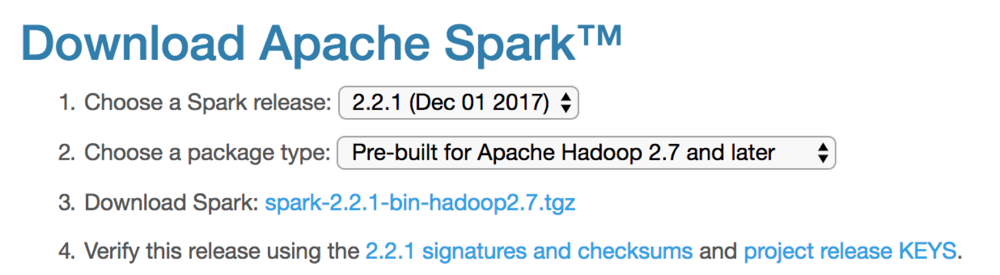 Download Apache Spark™
1. Choose a Spark release: 2.2.1 (Dec 01 2017)
2. Choose a package type: Pre-built for Apache Hadoop 2.7 and later
3. Download Spark: spark-2.2.1-bin-hadoop2.7.tgz
4. Verify this release using the 2.2.1 signatures and checksums and project release KEYS.